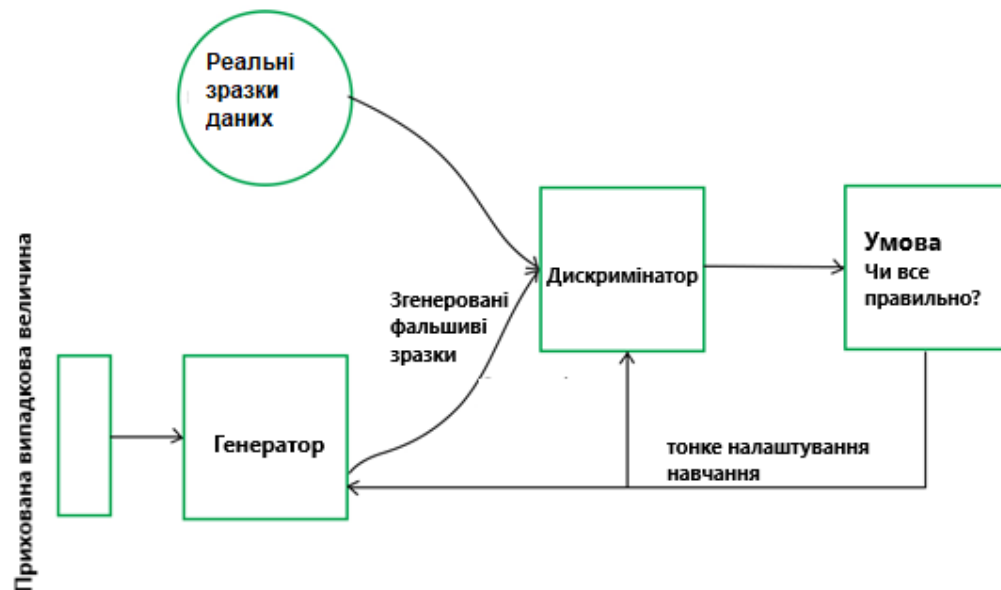 Реальні
зразки
даних
Умова
Чи все
правильно?
Дискримінатор
Згенеровані
фальшиві
зразки
Прихована випадкова величина
Генератор
тонке налаштування
навчання